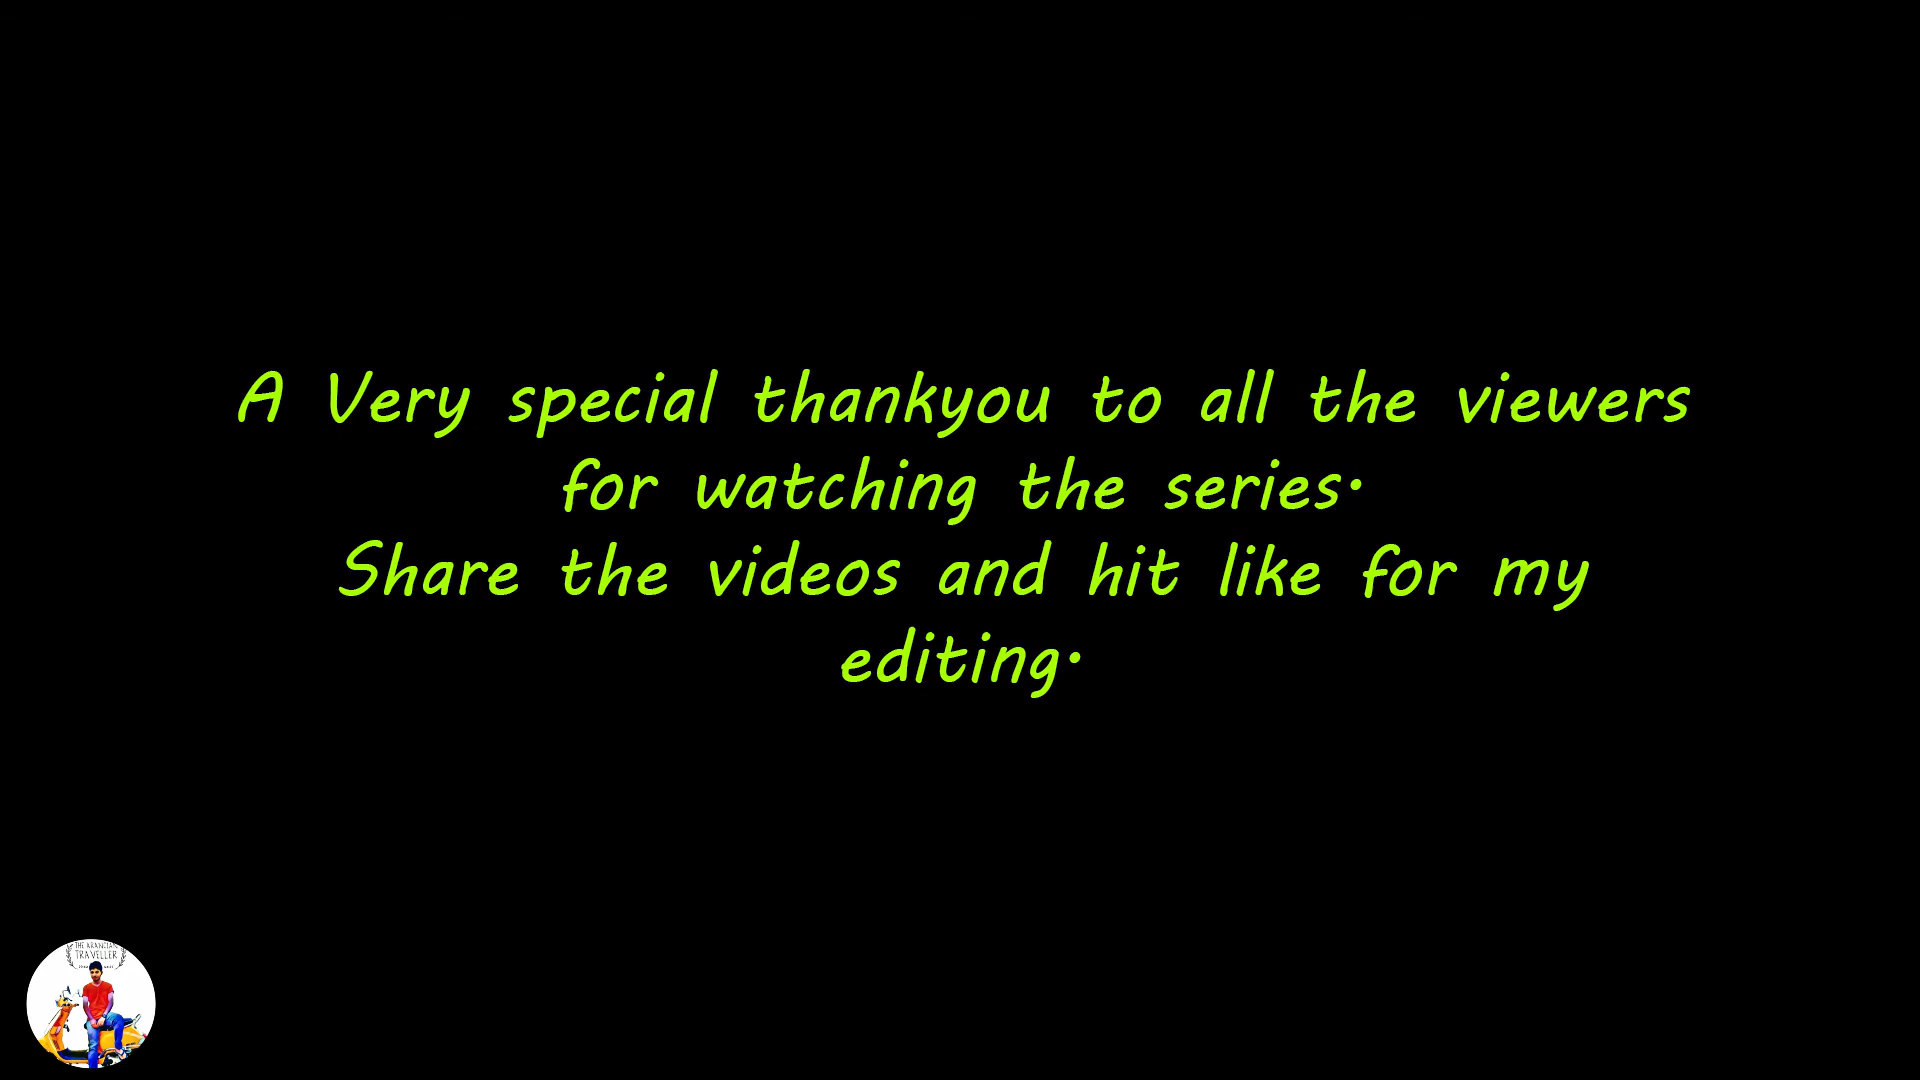 A Very special thankyou to all the viewers
for watching the series.
Share the videos and hit like for my
editing.
TRAVELLER